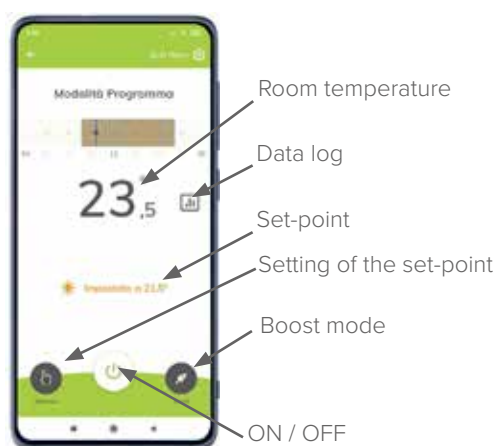 Modalità Programma
Room temperature
23,5°
Data log
Set-point
Setting of the set-point
Impostato a 21,5°
Boost mode
ON / OFF